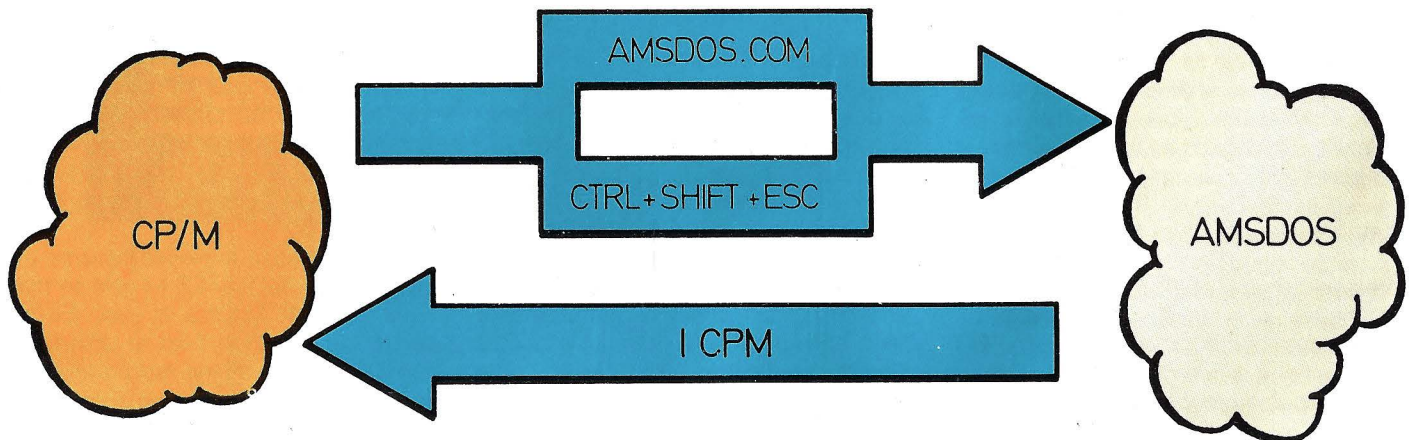 AMSDOS.COM
CTRL+SHIFT+ESC
CP/M
AMSDOS
| CPM